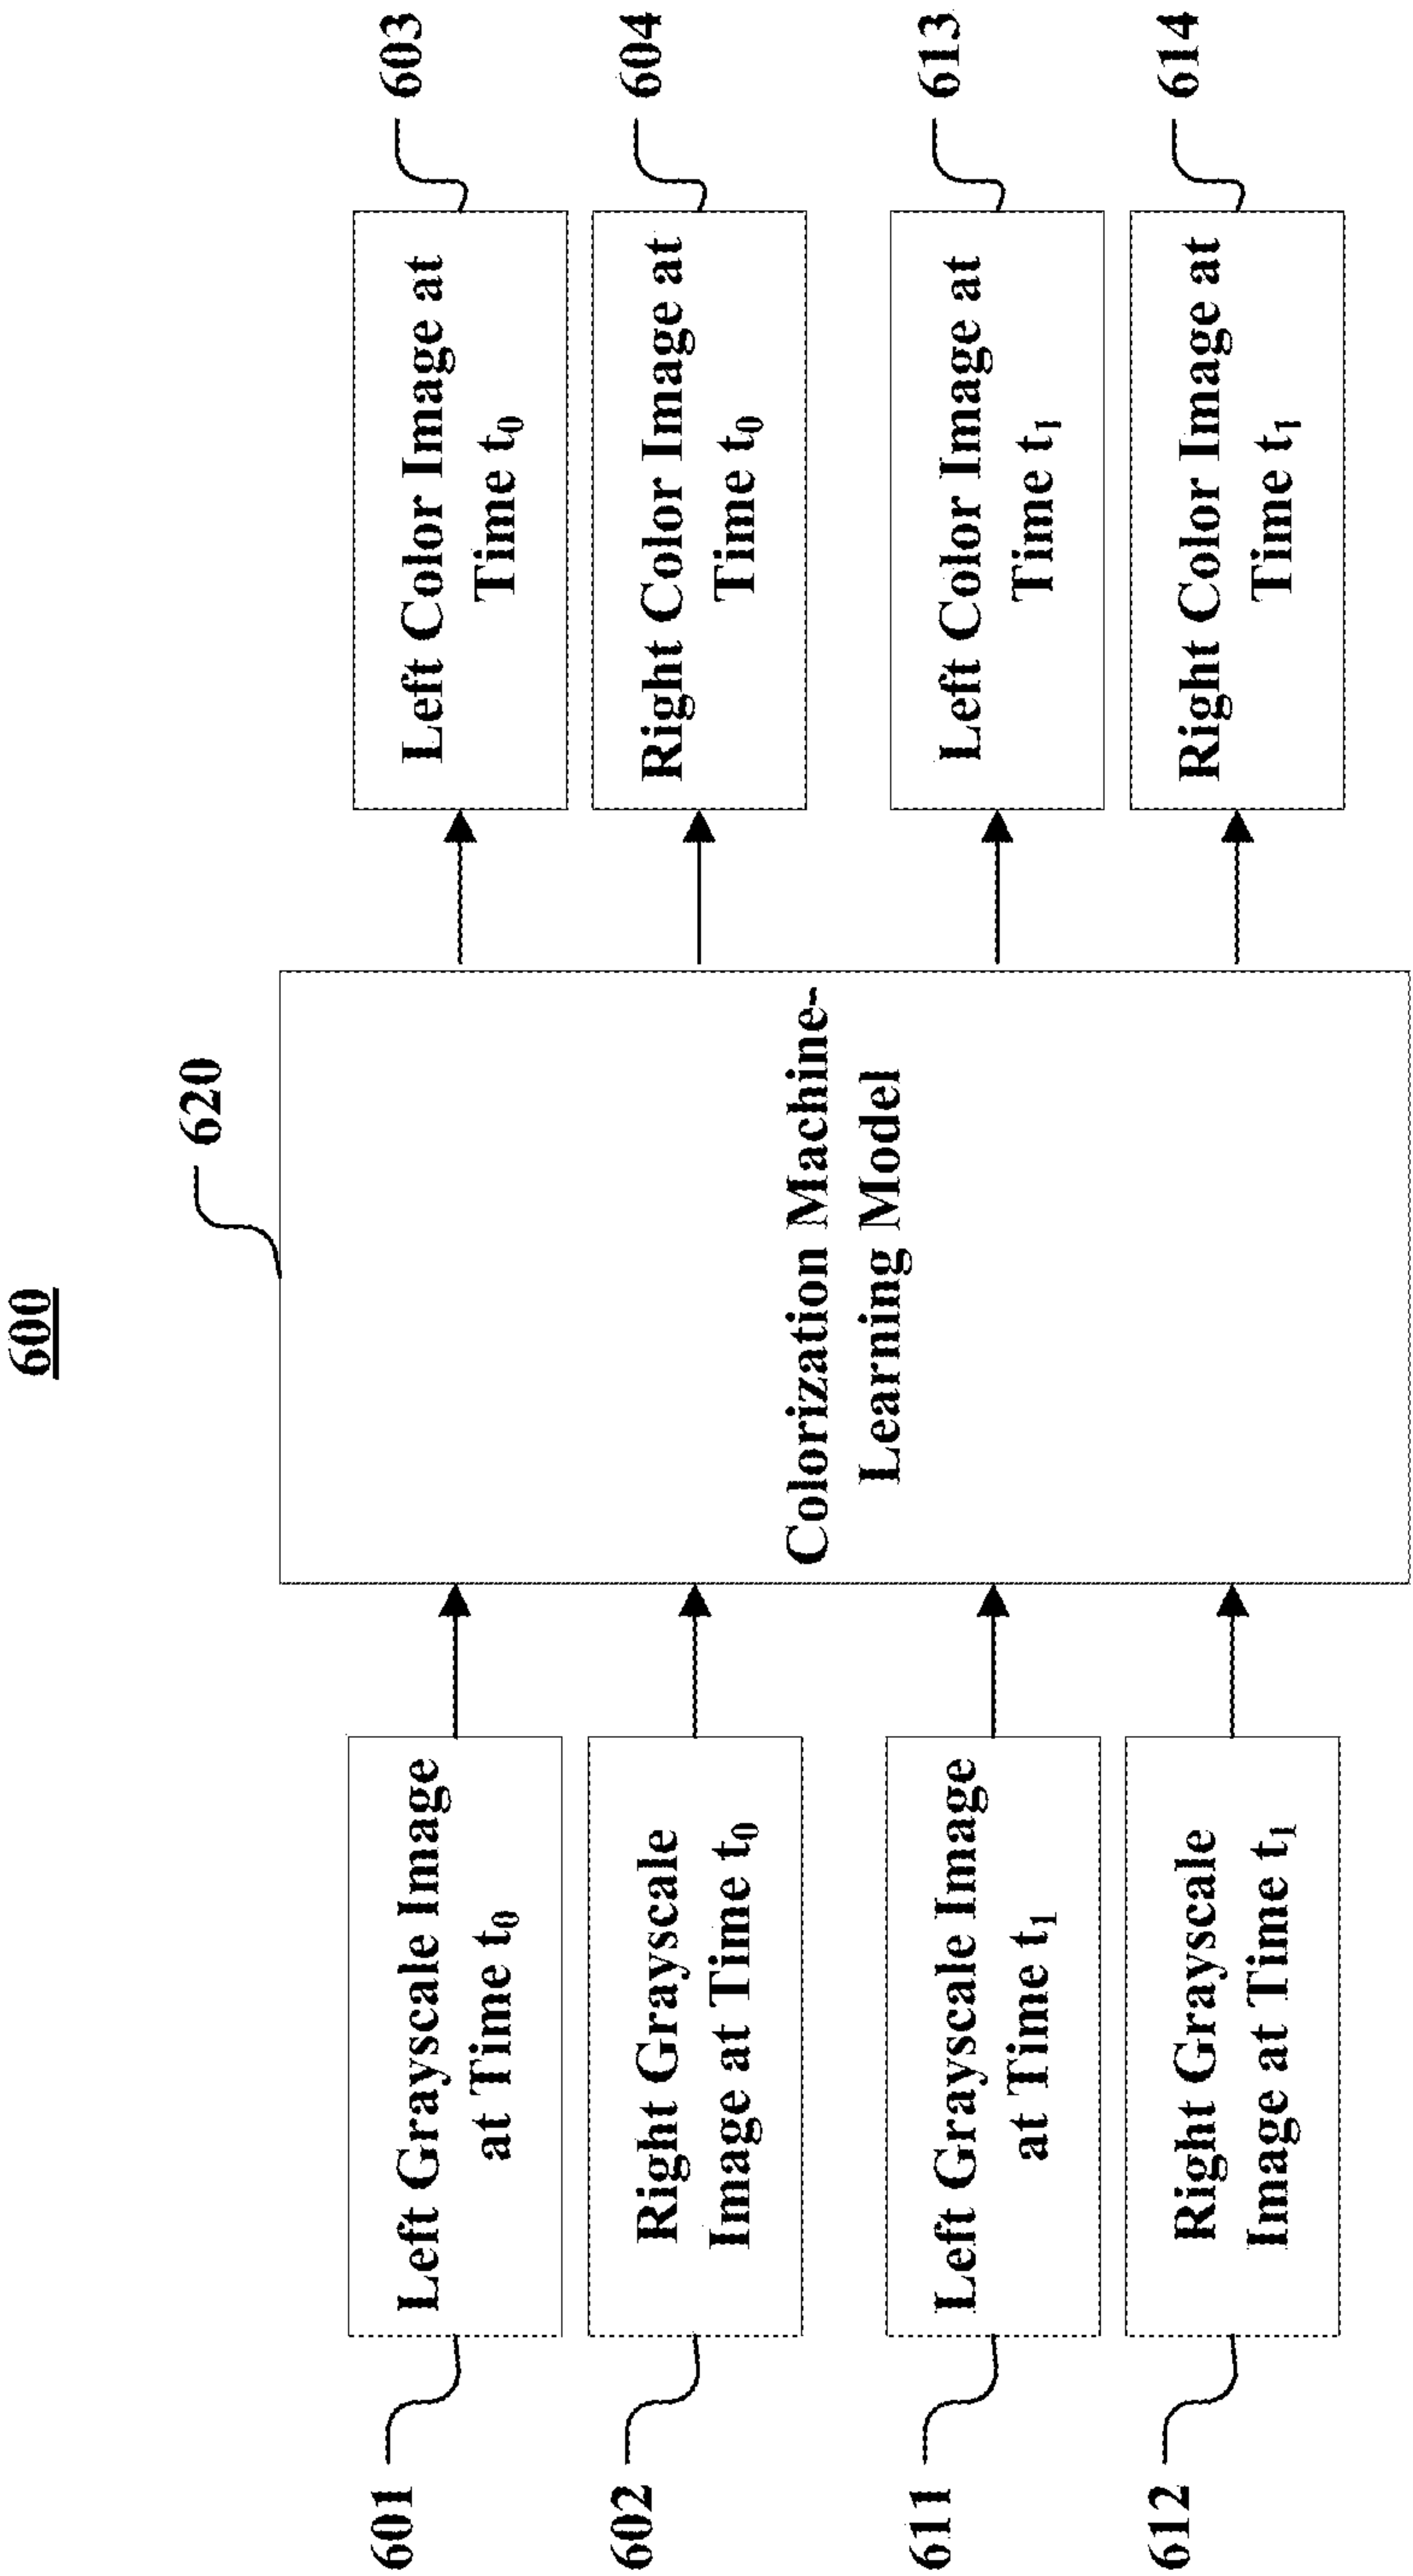 600
620
601
Left Grayscale Image
at Time t₀
602
Right Grayscale
Image at Time t₀
611
Left Grayscale Image
at Time t₁
612
Right Grayscale
Image at Time t₁
Colorization Machine-
Learning Model
Left Color Image at
Time t₀
603
Right Color Image at
Time t₀
604
Left Color Image at
Time t₁
613
Right Color Image at
Time t₁
614